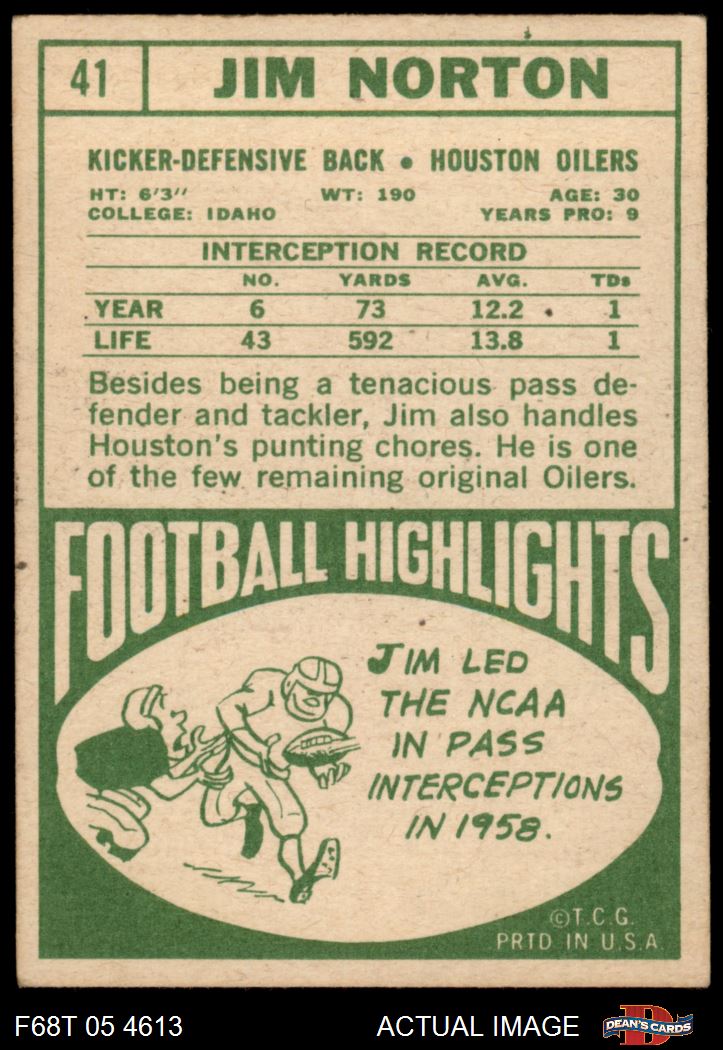 41 JIM NORTON
KICKER-DEFENSIVE BACK • HOUSTON OILERS
HT: 6'3" WT: 190 AGE: 30
COLLEGE: IDAHO YEARS PRO: 9
INTERCEPTION RECORD
NO. YARDS AVG. TDs
YEAR 6 73 12.2 1
LIFE 43 592 13.8 1
Besides being a tenacious pass de-
fender and tackler, Jim also handles
Houston's punting chores. He is one
of the few remaining original Oilers.
FOOTBALL HIGHLIGHTS
JIM LED
THE NCAA
IN PASS
INTERCEPTIONS
IN 1958.
©T.C.G.
PRTD IN U.S.A.
F68T 05 4613 ACTUAL IMAGE D DEAN'S CARDS